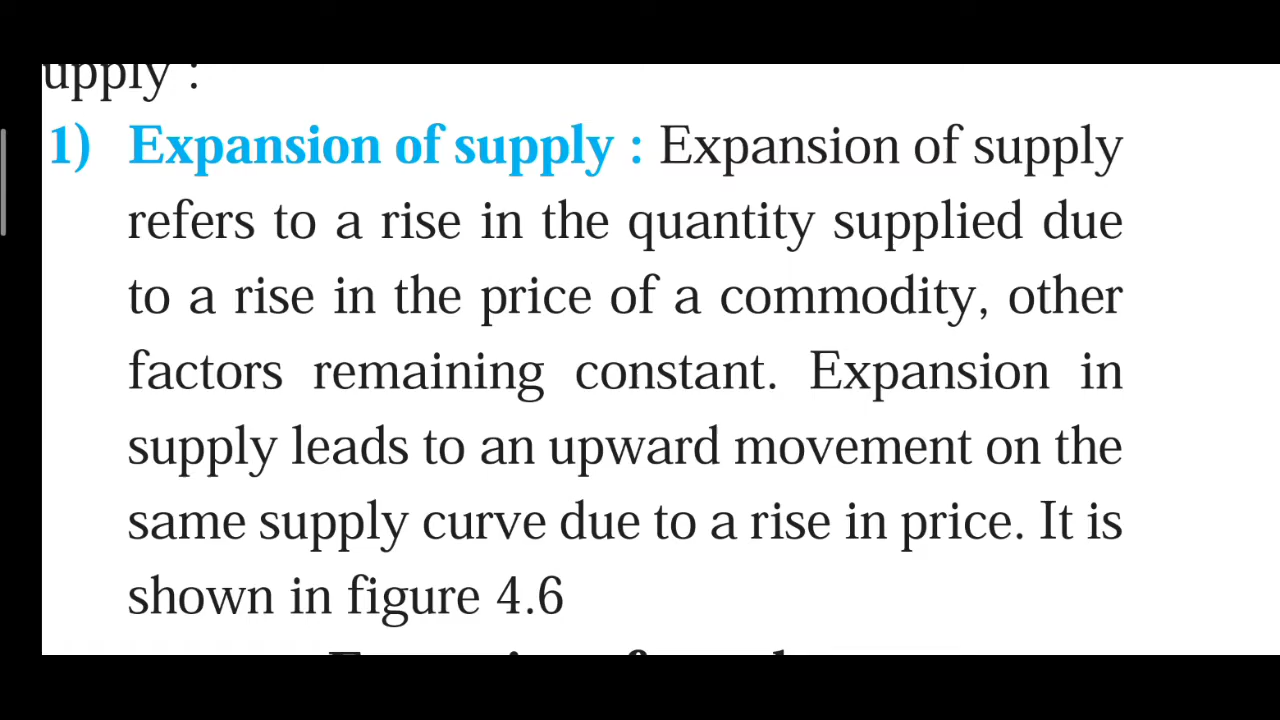 upply :
1) Expansion of supply : Expansion of supply
refers to a rise in the quantity supplied due
to a rise in the price of a commodity, other
factors remaining constant. Expansion in
supply leads to an upward movement on the
same supply curve due to a rise in price. It is
shown in figure 4.6